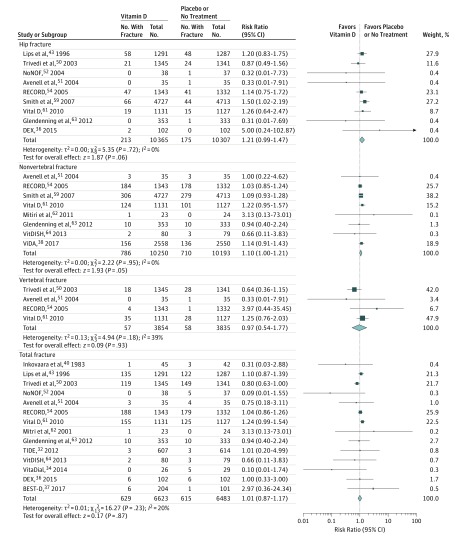 Vitamin D Placebo or No Treatment
Study or Subgroup No. With Fracture Total No. No. With Fracture Total No. Risk Ratio (95% CI) Favors Vitamin D Favors Placebo or No Treatment Weight, %
Hip fracture
Lips et al,43 1996 58 1291 48 1287 1.20 (0.83-1.75) 27.9
Trivedi et al,50 2003 21 1345 24 1341 0.87 (0.49-1.56) 11.6
NoNOF,52 2004 0 38 1 37 0.32 (0.01-7.73) 0.4
Avenell et al,51 2004 0 35 1 35 0.33 (0.01-7.91) 0.4
RECORD,54 2005 47 1343 41 1332 1.14 (0.75-1.72) 23.1
Smith et al,59 2007 66 4727 44 4713 1.50 (1.02-2.19) 27.2
Vital D,61 2010 19 1131 15 1127 1.26 (0.64-2.47) 8.7
Glendenning et al,63 2012 0 353 1 333 0.31 (0.01-7.69) 0.4
DEX,36 2015 2 102 0 102 5.00 (0.24-102.87) 0.4
Total 213 10365 175 10307 1.21 (0.99-1.47) 100.0
Heterogeneity: τ2=0.00; χ28=5.35 (P=.72); I2=0%
Test for overall effect: z=1.87 (P=.06)
Nonvertebral fracture
Avenell et al,51 2004 3 35 3 35 1.00 (0.22-4.62) 0.4
RECORD,54 2005 184 1343 178 1332 1.03 (0.85-1.24) 25.7
Smith et al,59 2007 306 4727 279 4713 1.09 (0.93-1.28) 38.2
Vital D,61 2010 124 1131 101 1127 1.22 (0.95-1.57) 15.2
Mitri et al,62 2011 1 23 0 24 3.13 (0.13-73.01) 0.1
Glendenning et al,63 2012 10 353 10 333 0.94 (0.40-2.24) 1.3
VitDISH,64 2013 2 80 3 79 0.66 (0.11-3.83) 0.3
ViDA,38 2017 156 2558 136 2550 1.14 (0.91-1.43) 18.9
Total 786 10250 710 10193 1.10 (1.00-1.21) 100.0
Heterogeneity: τ2=0.00; χ27=2.22 (P=.95); I2=0%
Test for overall effect: z=1.93 (P=.05)
Vertebral fracture
Trivedi et al,50 2003 18 1345 28 1341 0.64 (0.36-1.15) 42.0
Avenell et al,51 2004 0 35 1 35 0.33 (0.01-7.91) 3.4
RECORD,54 2005 4 1343 1 1332 3.97 (0.44-35.45) 6.7
Vital D,61 2010 35 1131 28 1127 1.25 (0.76-2.03) 47.9
Total 57 3854 58 3835 0.97 (0.54-1.77) 100.0
Heterogeneity: τ2=0.13; χ23=4.94 (P=.18); I2=39%
Test for overall effect: z=0.09 (P=.93)
Total fracture
Inkovaara et al,49 1983 1 45 3 42 0.31 (0.03-2.88) 0.4
Lips et al,43 1996 135 1291 122 1287 1.10 (0.87-1.39) 21.3
Trivedi et al,50 2003 119 1345 149 1341 0.80 (0.63-1.00) 21.7
NoNOF,52 2004 0 38 5 37 0.09 (0.01-1.55) 0.3
Avenell et al,51 2004 3 35 4 35 0.75 (0.18-3.11) 1.0
RECORD,54 2005 188 1343 179 1332 1.04 (0.86-1.26) 25.9
Vital D,61 2010 155 1131 125 1127 1.24 (0.99-1.54) 22.5
Mitri et al,62 2001 1 23 0 24 3.13 (0.13-73.01) 0.2
Glendenning et al,63 2012 10 353 10 333 0.94 (0.40-2.24) 2.7
TIDE,32 2012 3 607 3 614 1.01 (0.20-4.99) 0.8
VitDISH,64 2013 2 80 3 79 0.66 (0.11-3.83) 0.7
VitaDial,34 2014 0 26 5 29 0.10 (0.01-1.74) 0.3
DEX,36 2015 6 102 6 102 1.00 (0.33-3.00) 1.7
BEST-D,37 2017 6 204 1 101 2.97 (0.36-24.34) 0.5
Total 629 6623 615 6483 1.01 (0.87-1.17) 100.0
Heterogeneity: τ2=0.01; χ213=16.27 (P=.23); I2=20%
Test for overall effect: z=0.17 (P=.87)
0.01 0.1 1 10 100
Risk Ratio (95% CI)